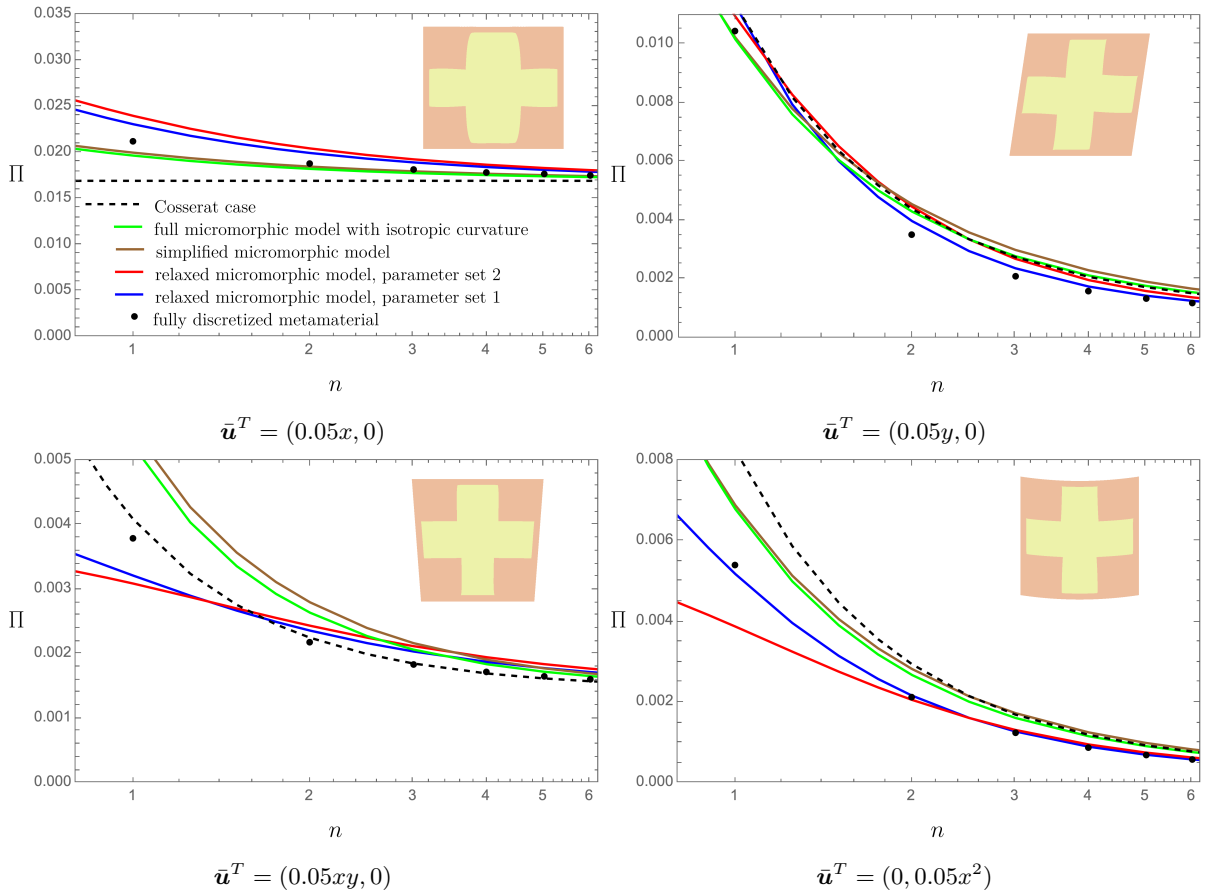 0.035
0.030
0.025
0.020
0.015
0.010
0.005
0.000
Π
Cosserat case
full micromorphic model with isotropic curvature
simplified micromorphic model
relaxed micromorphic model, parameter set 2
relaxed micromorphic model, parameter set 1
fully discretized metamaterial
1 2 3 4 5 6
n
ūᵀ = (0.05x, 0)
0.010
0.008
0.006
0.004
0.002
0.000
Π
1 2 3 4 5 6
n
ūᵀ = (0.05y, 0)
0.005
0.004
0.003
0.002
0.001
0.000
Π
1 2 3 4 5 6
n
ūᵀ = (0.05xy, 0)
0.008
0.006
0.004
0.002
0.000
Π
1 2 3 4 5 6
n
ūᵀ = (0, 0.05x²)